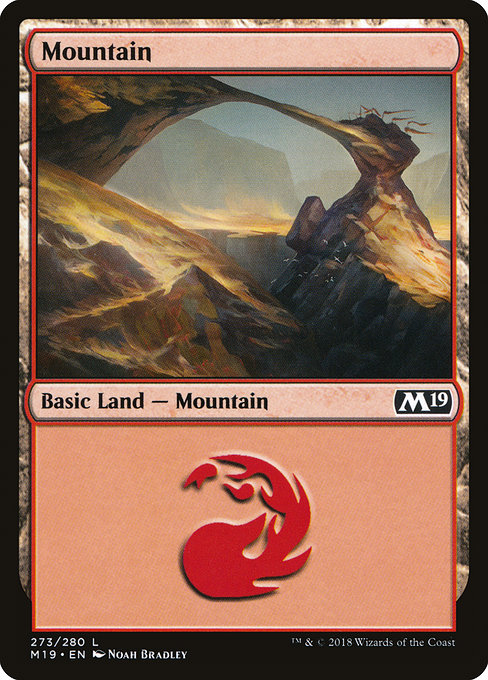 Mountain
Basic Land — Mountain
M19
273/280 L
M19 • EN Noah Bradley
™ & © 2018 Wizards of the Coast